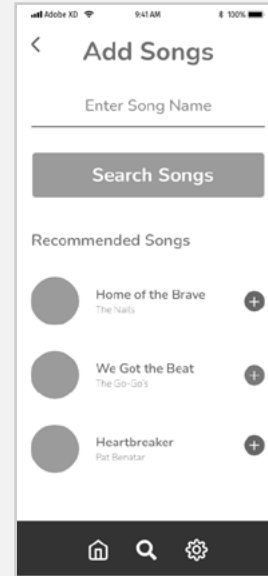 Adobe XD 9:41 AM 100%
Add Songs
Enter Song Name
Search Songs
Recommended Songs
Home of the Brave
The Nails
We Got the Beat
The Go-Go's
Heartbreaker
Pat Benatar